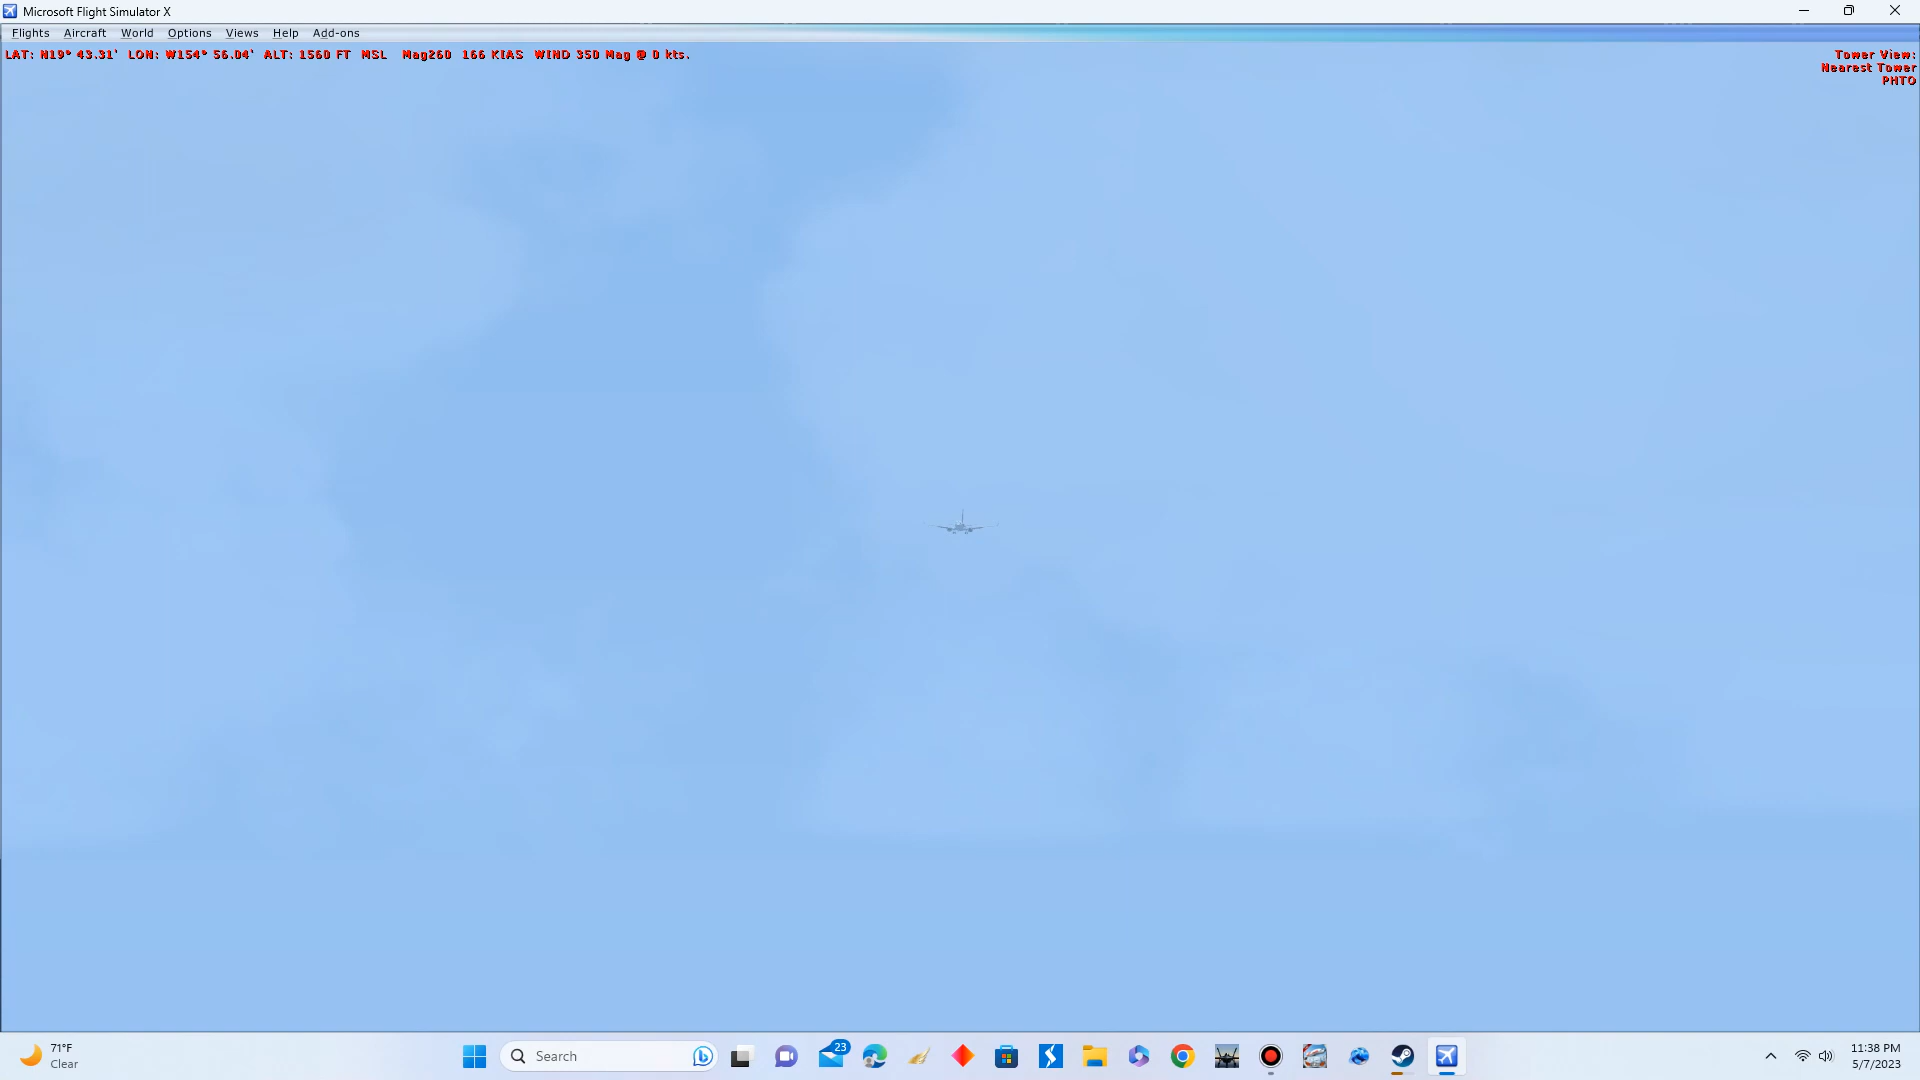 Microsoft Flight Simulator X
Flights Aircraft World Options Views Help Add-ons
LAT: N19° 43.31' LON: W154° 56.04' ALT: 1560 FT MSL Mag260 166 KIAS WIND 350 Mag @ 0 kts.
Tower View:
Nearest Tower
PHTO
71°F
Clear
Search
23
11:38 PM
5/7/2023